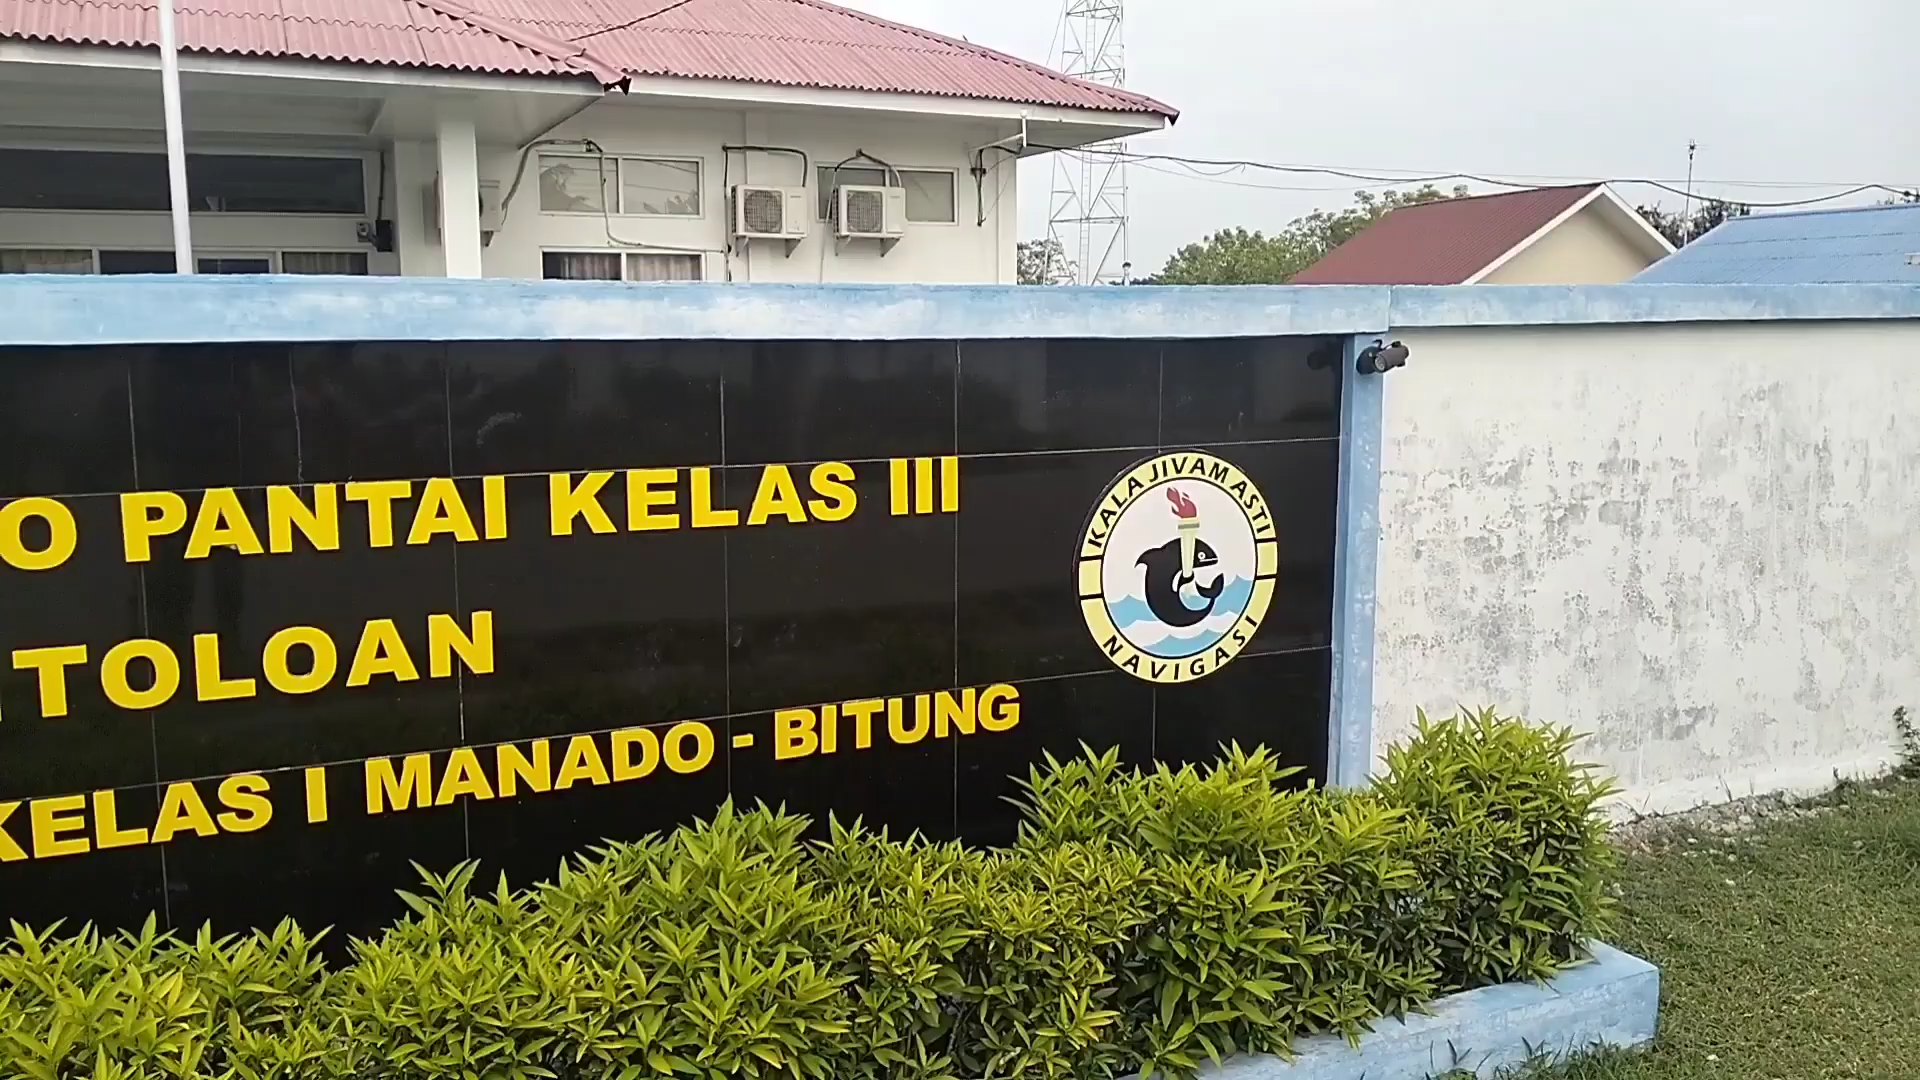 O PANTAI KELAS III
TOLOAN
KELAS I MANADO - BITUNG
KALA JIVAM ASTI
NAVIGASI